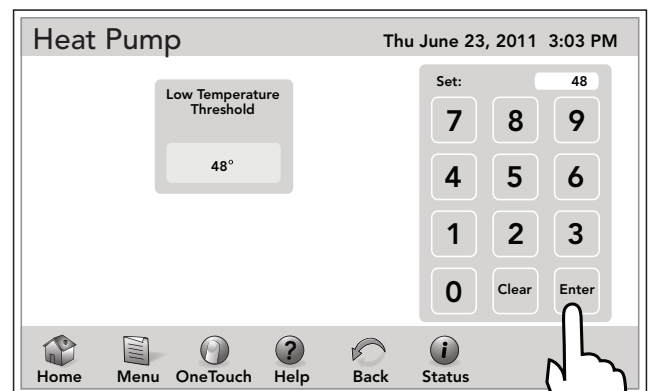 Heat Pump
Thu June 23, 2011 3:03 PM
Low Temperature
Threshold
48°
Set: 48
7 8 9
4 5 6
1 2 3
0 Clear Enter
? i
Home Menu OneTouch Help Back Status